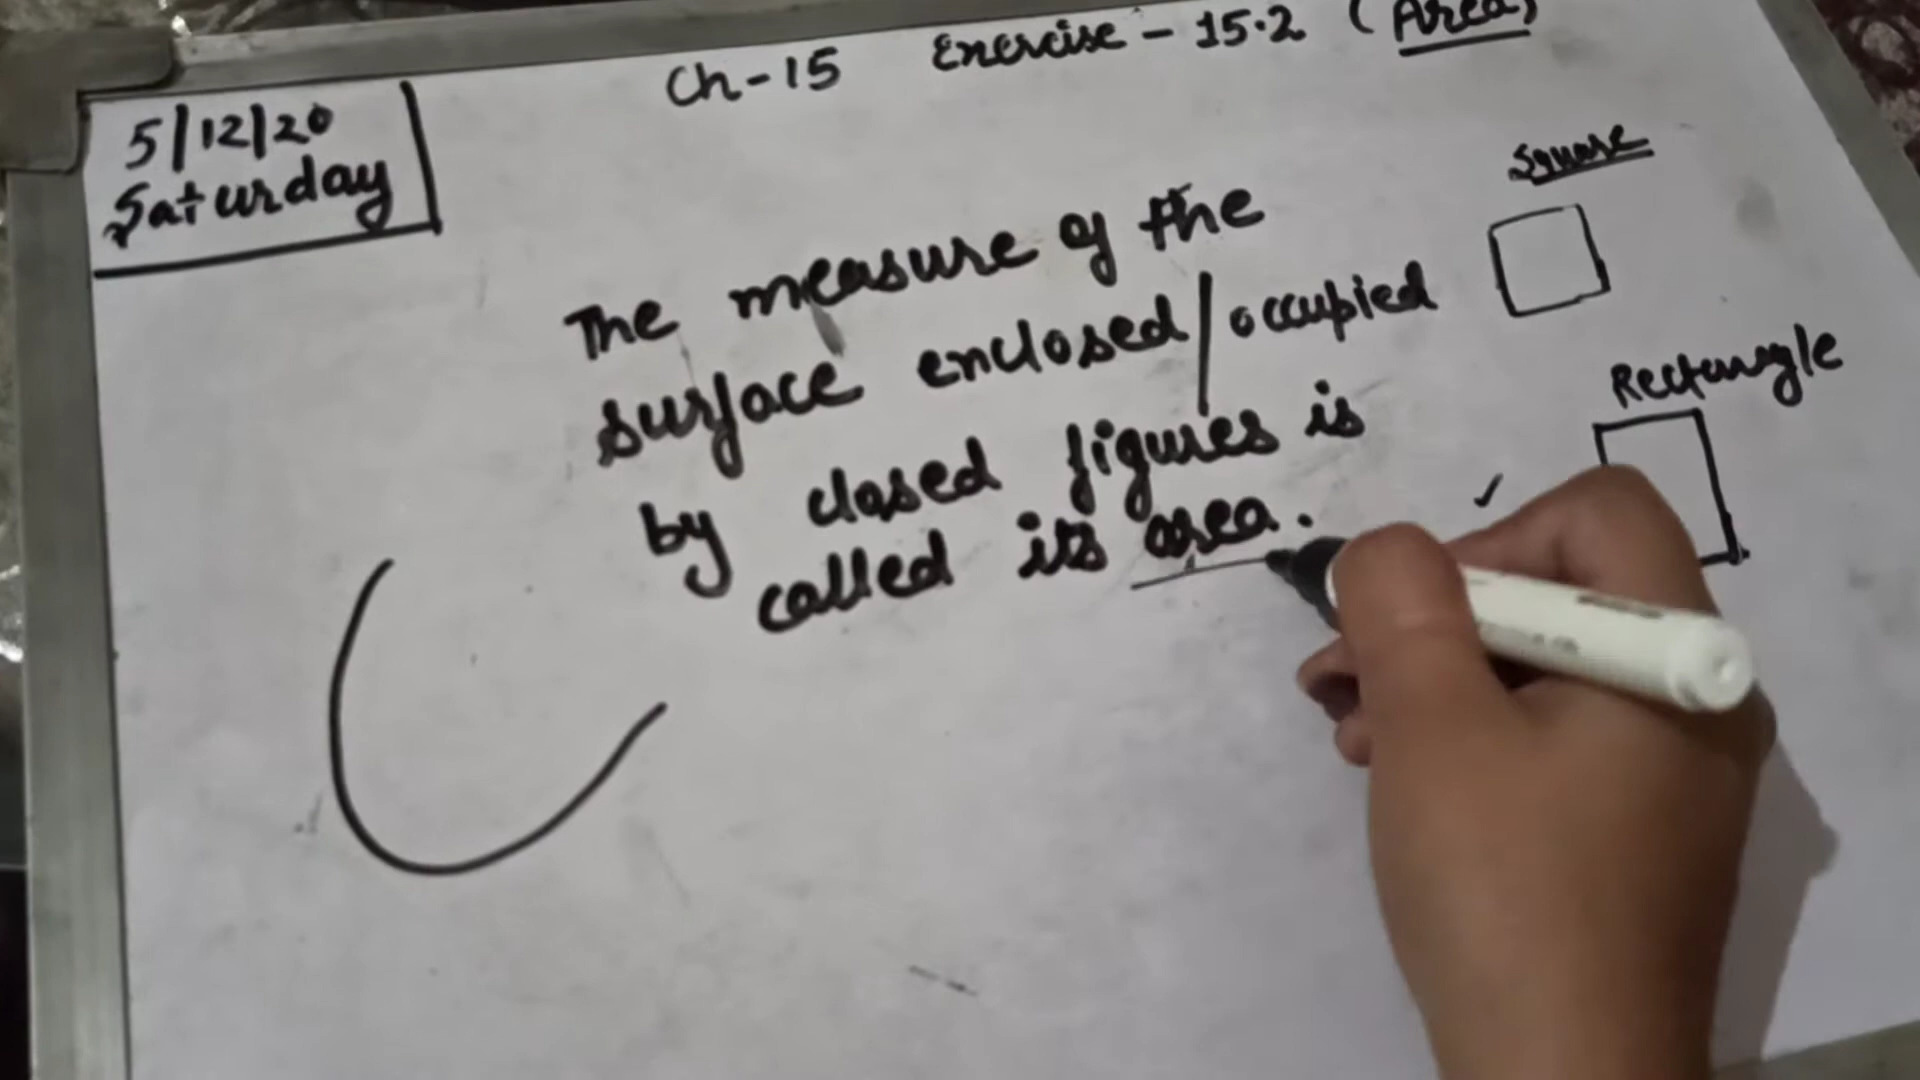 Ch-15 Exercise - 15.2 (Area)
5/12/20
Saturday
The measure of the
surface enclosed/occupied
by closed figures is
called its area.
Square
Rectangle